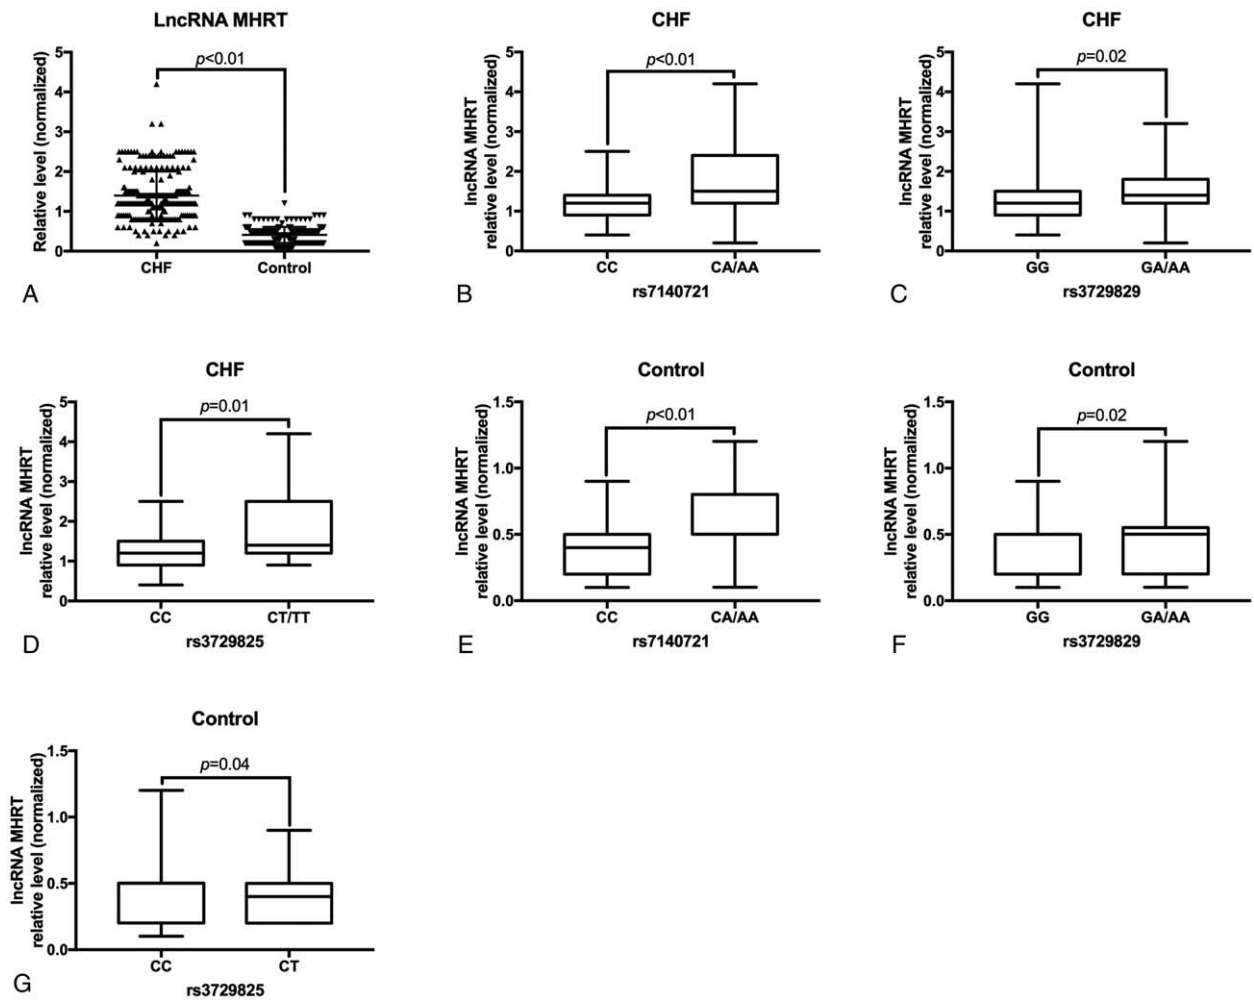 LncRNA MHRT
Relative level (normalized)
5
4
3
2
1
0
p<0.01
CHF Control
A
CHF
lncRNA MHRT
relative level (normalized)
5
4
3
2
1
0
p<0.01
CC CA/AA
rs7140721
B
CHF
lncRNA MHRT
relative level (normalized)
5
4
3
2
1
0
p=0.02
GG GA/AA
rs3729829
C
CHF
lncRNA MHRT
relative level (normalized)
5
4
3
2
1
0
p=0.01
CC CT/TT
rs3729825
D
Control
lncRNA MHRT
relative level (normalized)
1.5
1.0
0.5
0.0
p<0.01
CC CA/AA
rs7140721
E
Control
lncRNA MHRT
relative level (normalized)
1.5
1.0
0.5
0.0
p=0.02
GG GA/AA
rs3729829
F
Control
lncRNA MHRT
relative level (normalized)
1.5
1.0
0.5
0.0
p=0.04
CC CT
rs3729825
G